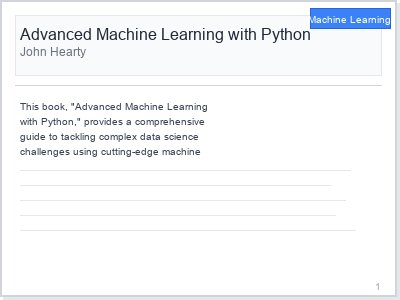 Machine Learning
Advanced Machine Learning with Python
John Hearty
This book, "Advanced Machine Learning
with Python," provides a comprehensive
guide to tackling complex data science
challenges using cutting-edge machine
1